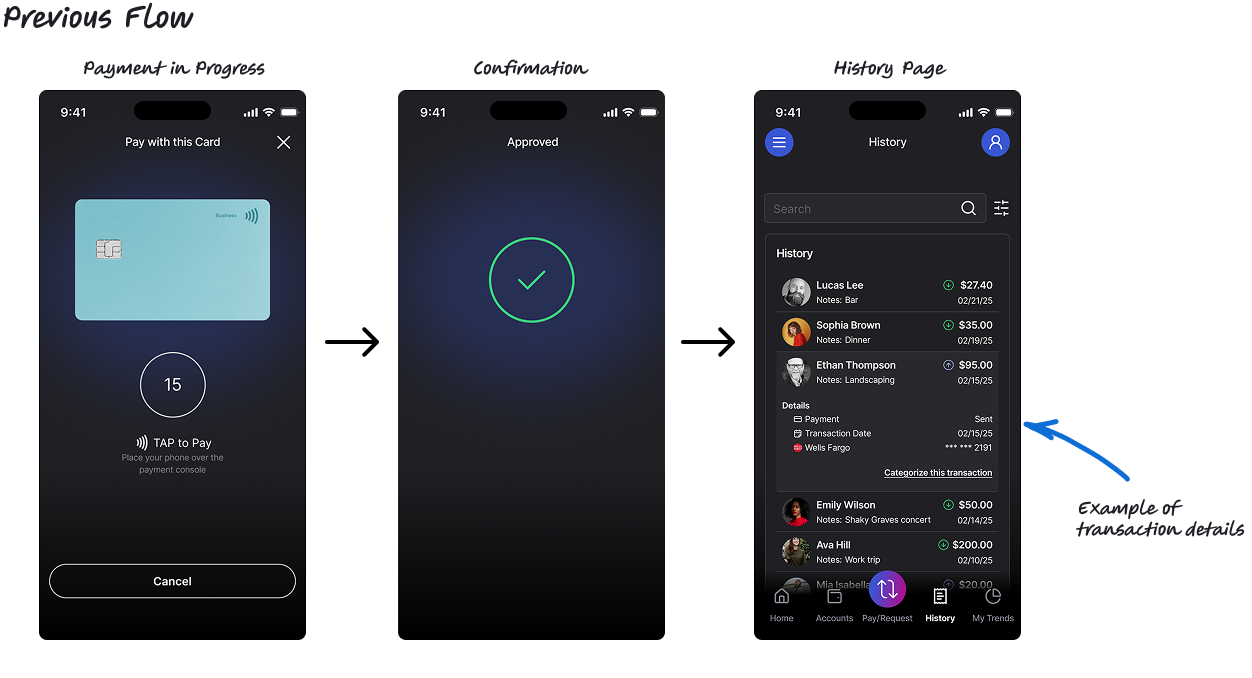 Previous Flow
Payment in Progress
9:41
Pay with this Card
Business
15
TAP to Pay
Place your phone over the
payment console
Cancel
Confirmation
9:41
Approved
History Page
9:41
History
Search
History
Lucas Lee $27.40
Notes: Bar 02/21/25
Sophia Brown $35.00
Notes: Dinner 02/19/25
Ethan Thompson $95.00
Notes: Landscaping 02/15/25
Details
Payment Sent
Transaction Date 02/15/25
Wells Fargo *** *** 2191
Categorize this transaction
Emily Wilson $50.00
Notes: Shaky Graves concert 02/14/25
Ava Hill $200.00
Notes: Work trip 02/10/25
Mia Isabella $20.00
Home Accounts Pay/Request History My Trends
Example of
transaction details